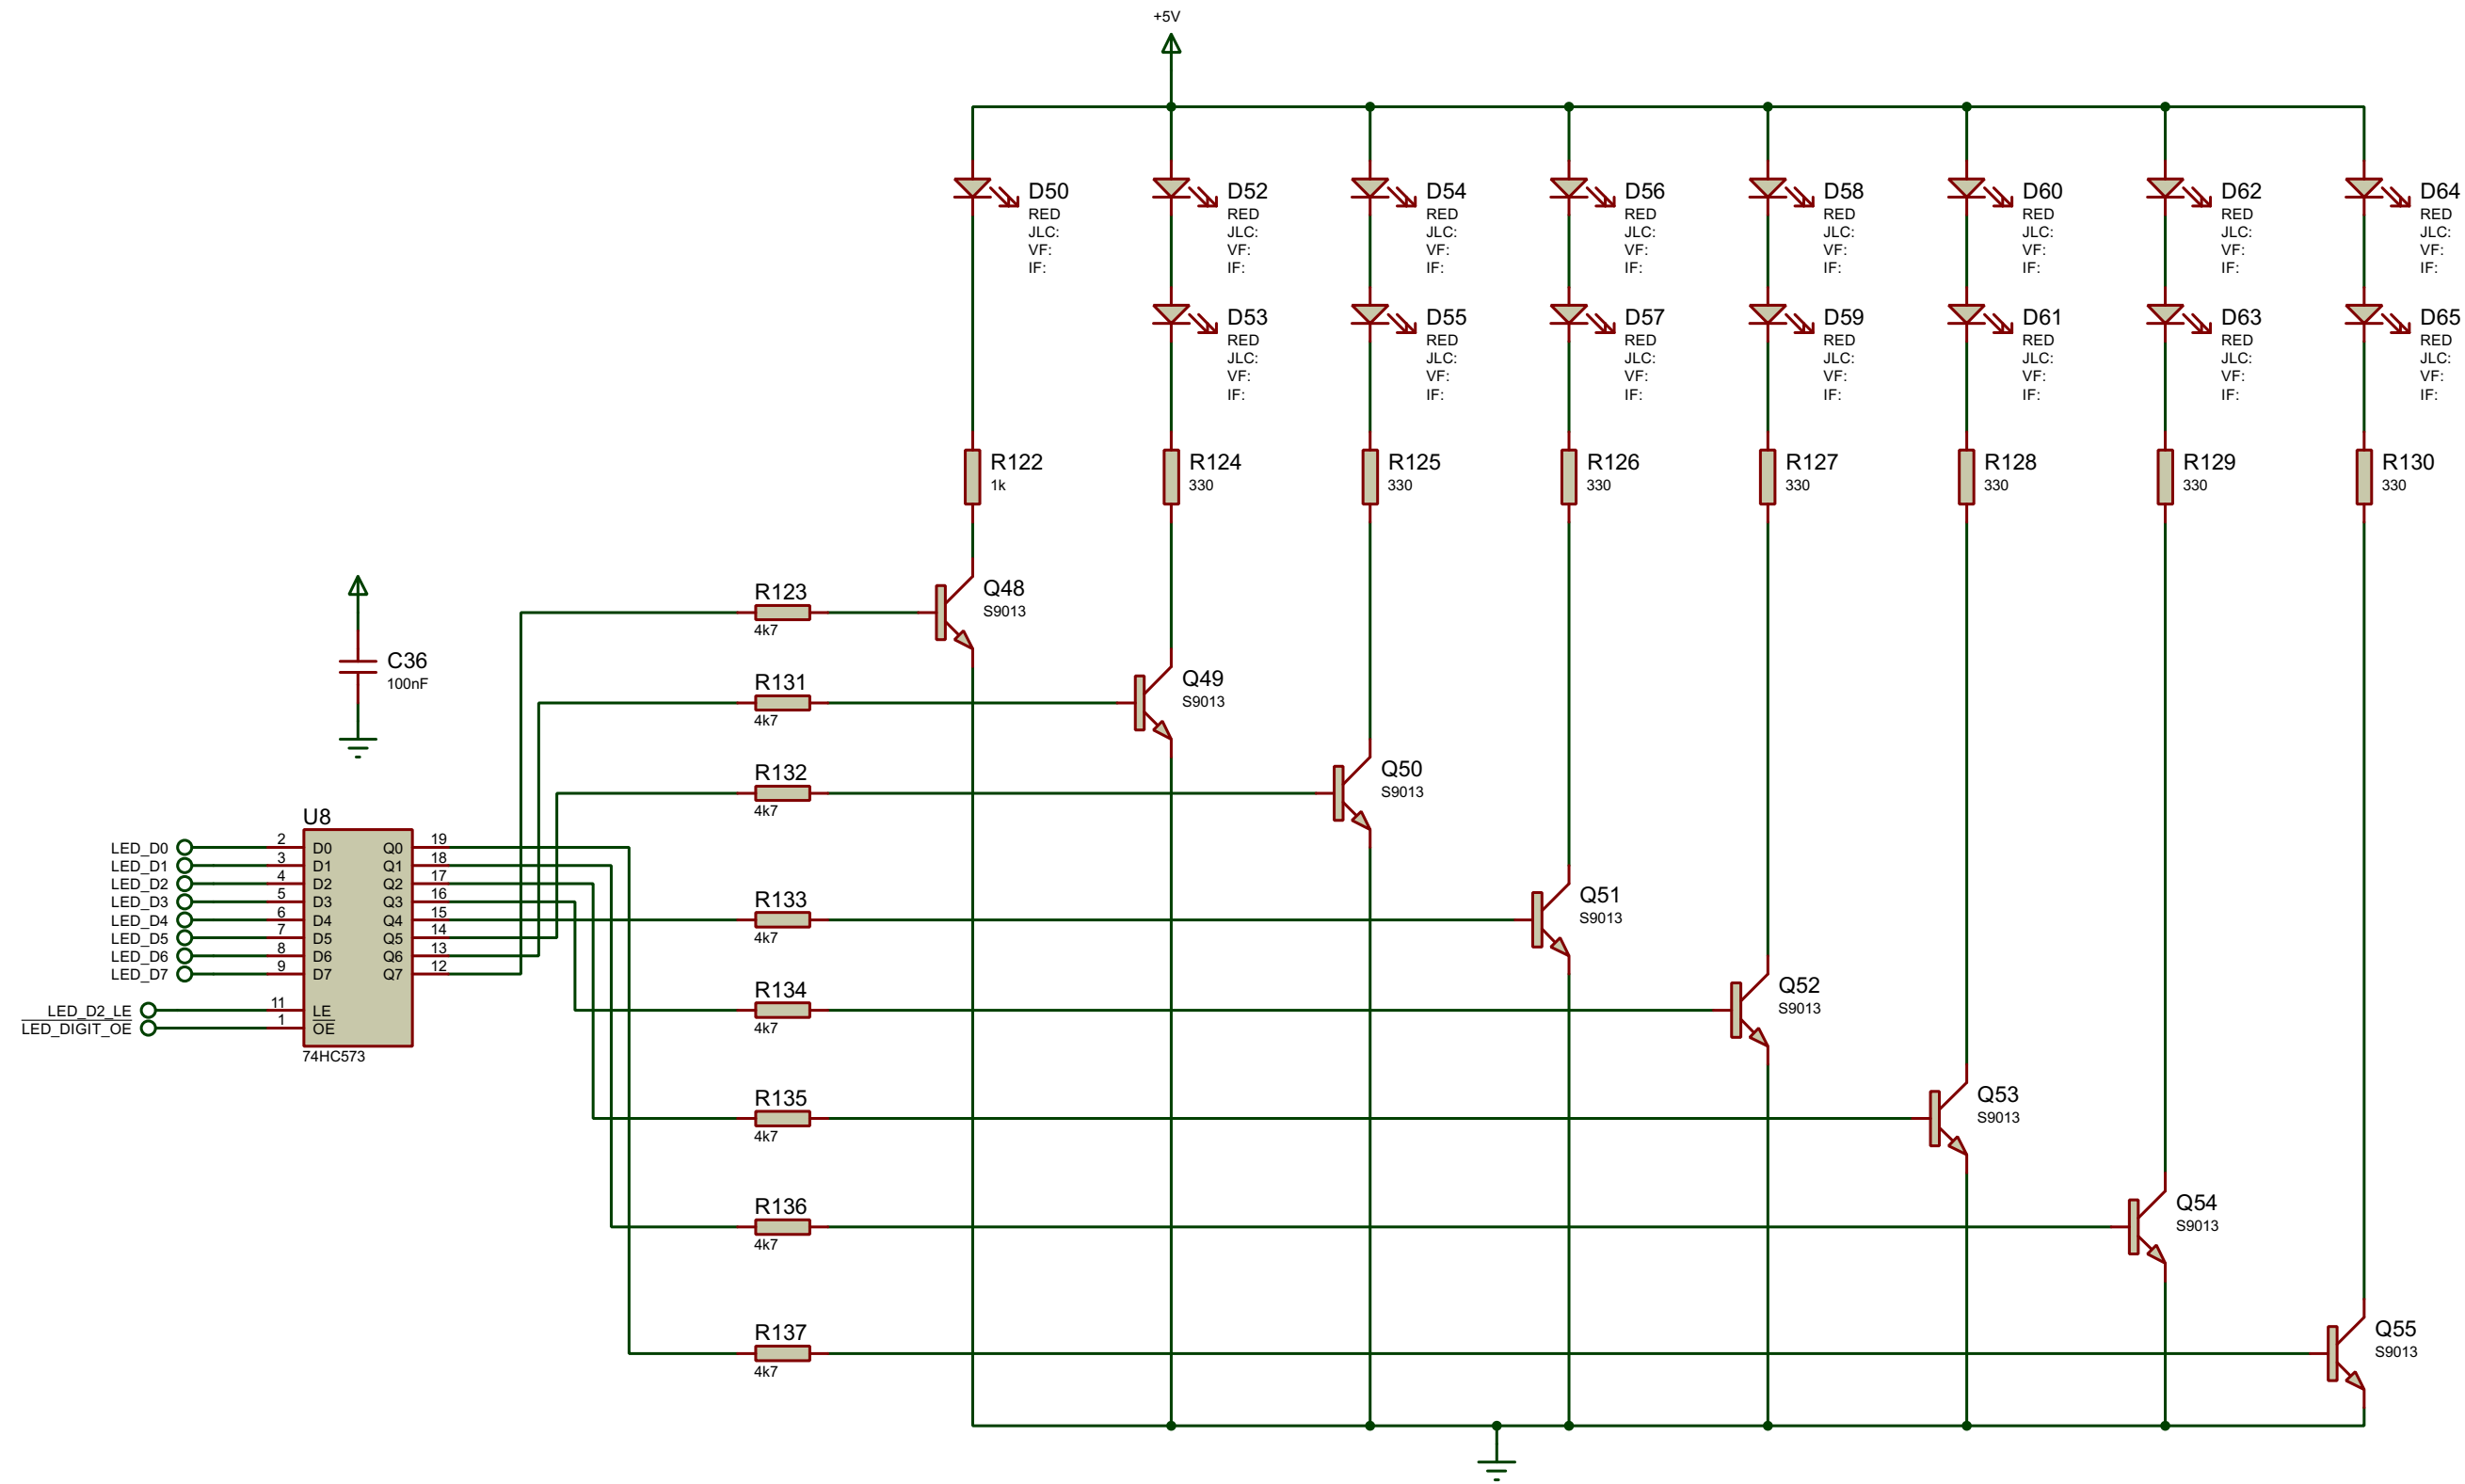 +5V
D50
RED
JLC:
VF:
IF:
D52
RED
JLC:
VF:
IF:
D54
RED
JLC:
VF:
IF:
D56
RED
JLC:
VF:
IF:
D58
RED
JLC:
VF:
IF:
D60
RED
JLC:
VF:
IF:
D62
RED
JLC:
VF:
IF:
D64
RED
JLC:
VF:
IF:
D53
RED
JLC:
VF:
IF:
D55
RED
JLC:
VF:
IF:
D57
RED
JLC:
VF:
IF:
D59
RED
JLC:
VF:
IF:
D61
RED
JLC:
VF:
IF:
D63
RED
JLC:
VF:
IF:
D65
RED
JLC:
VF:
IF:
R122
1k
R124
330
R125
330
R126
330
R127
330
R128
330
R129
330
R130
330
R123
4k7
Q48
S9013
C36
100nF
R131
4k7
Q49
S9013
R132
4k7
Q50
S9013
U8
LED_D0 2 D0 Q0 19
LED_D1 3 D1 Q1 18
LED_D2 4 D2 Q2 17
LED_D3 5 D3 Q3 16
LED_D4 6 D4 Q4 15
LED_D5 7 D5 Q5 14
LED_D6 8 D6 Q6 13
LED_D7 9 D7 Q7 12
LED_D2_LE 11 LE
LED_DIGIT_OE 1 OE
74HC573
R133
4k7
Q51
S9013
R134
4k7
Q52
S9013
R135
4k7
Q53
S9013
R136
4k7
Q54
S9013
R137
4k7
Q55
S9013